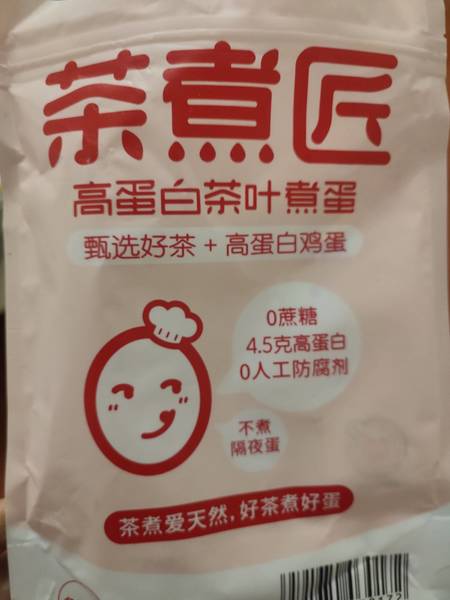 茶煮匠
高蛋白茶叶煮蛋
甄选好茶 + 高蛋白鸡蛋
0蔗糖
4.5克高蛋白
0人工防腐剂
不煮
隔夜蛋
茶煮爱天然,好茶煮好蛋